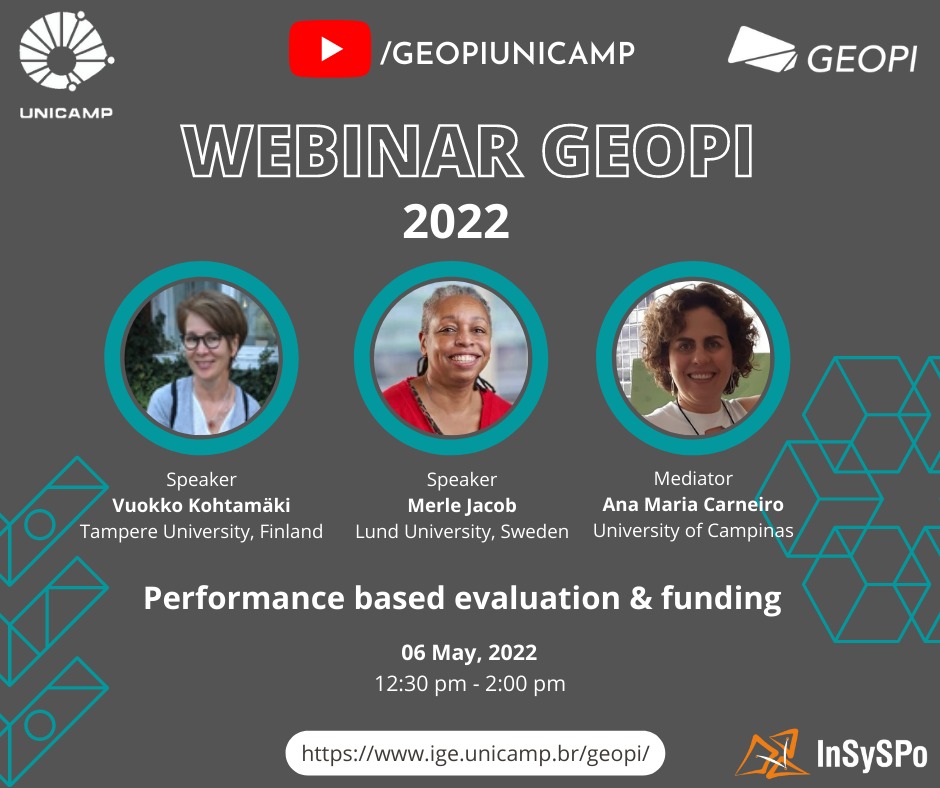 UNICAMP
/GEOPIUNICAMP
GEOPI
WEBINAR GEOPI
2022
Speaker
Vuokko Kohtamäki
Tampere University, Finland
Speaker
Merle Jacob
Lund University, Sweden
Mediator
Ana Maria Carneiro
University of Campinas
Performance based evaluation & funding
06 May, 2022
12:30 pm - 2:00 pm
https://www.ige.unicamp.br/geopi/
InSySPo